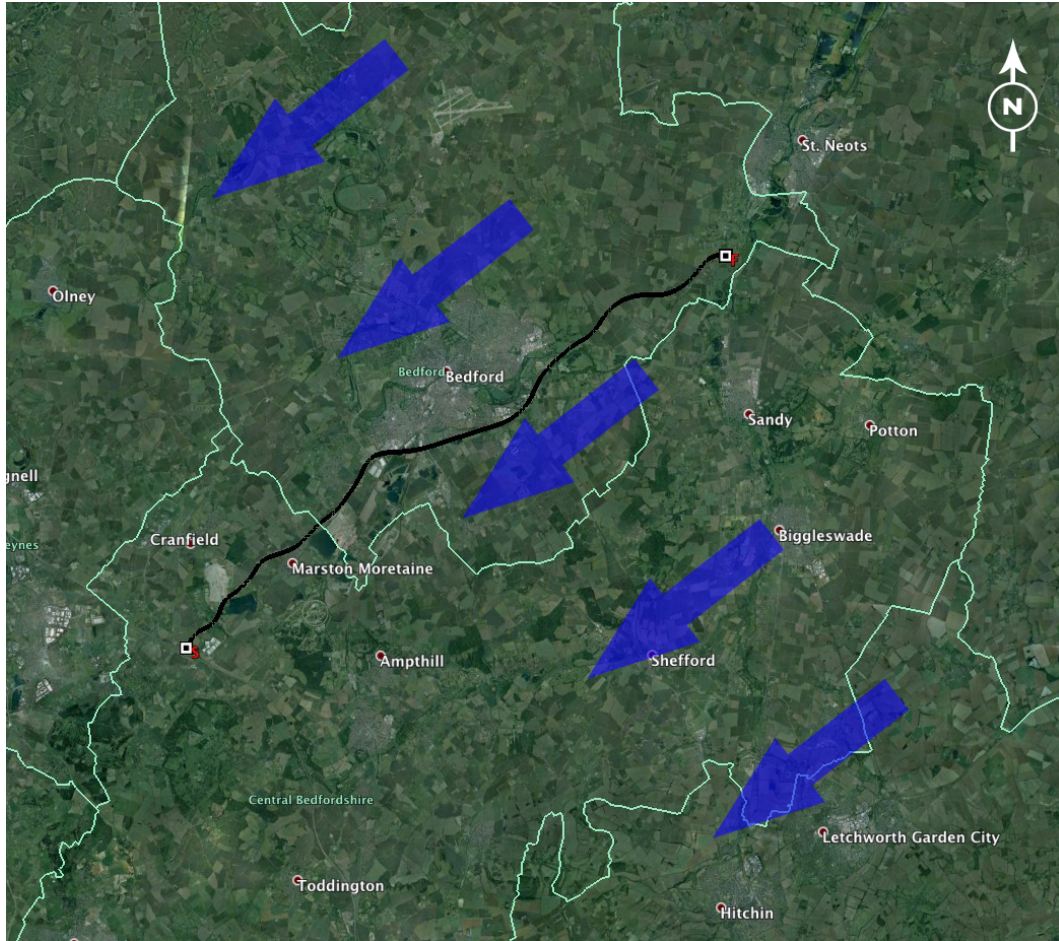 N
St. Neots
Olney
Bedford
Bedford
Sandy
Potton
gnell
Cranfield
Biggleswade
eynes
Marston Moretaine
S
Ampthill
Shefford
Central Bedfordshire
Letchworth Garden City
Toddington
Hitchin